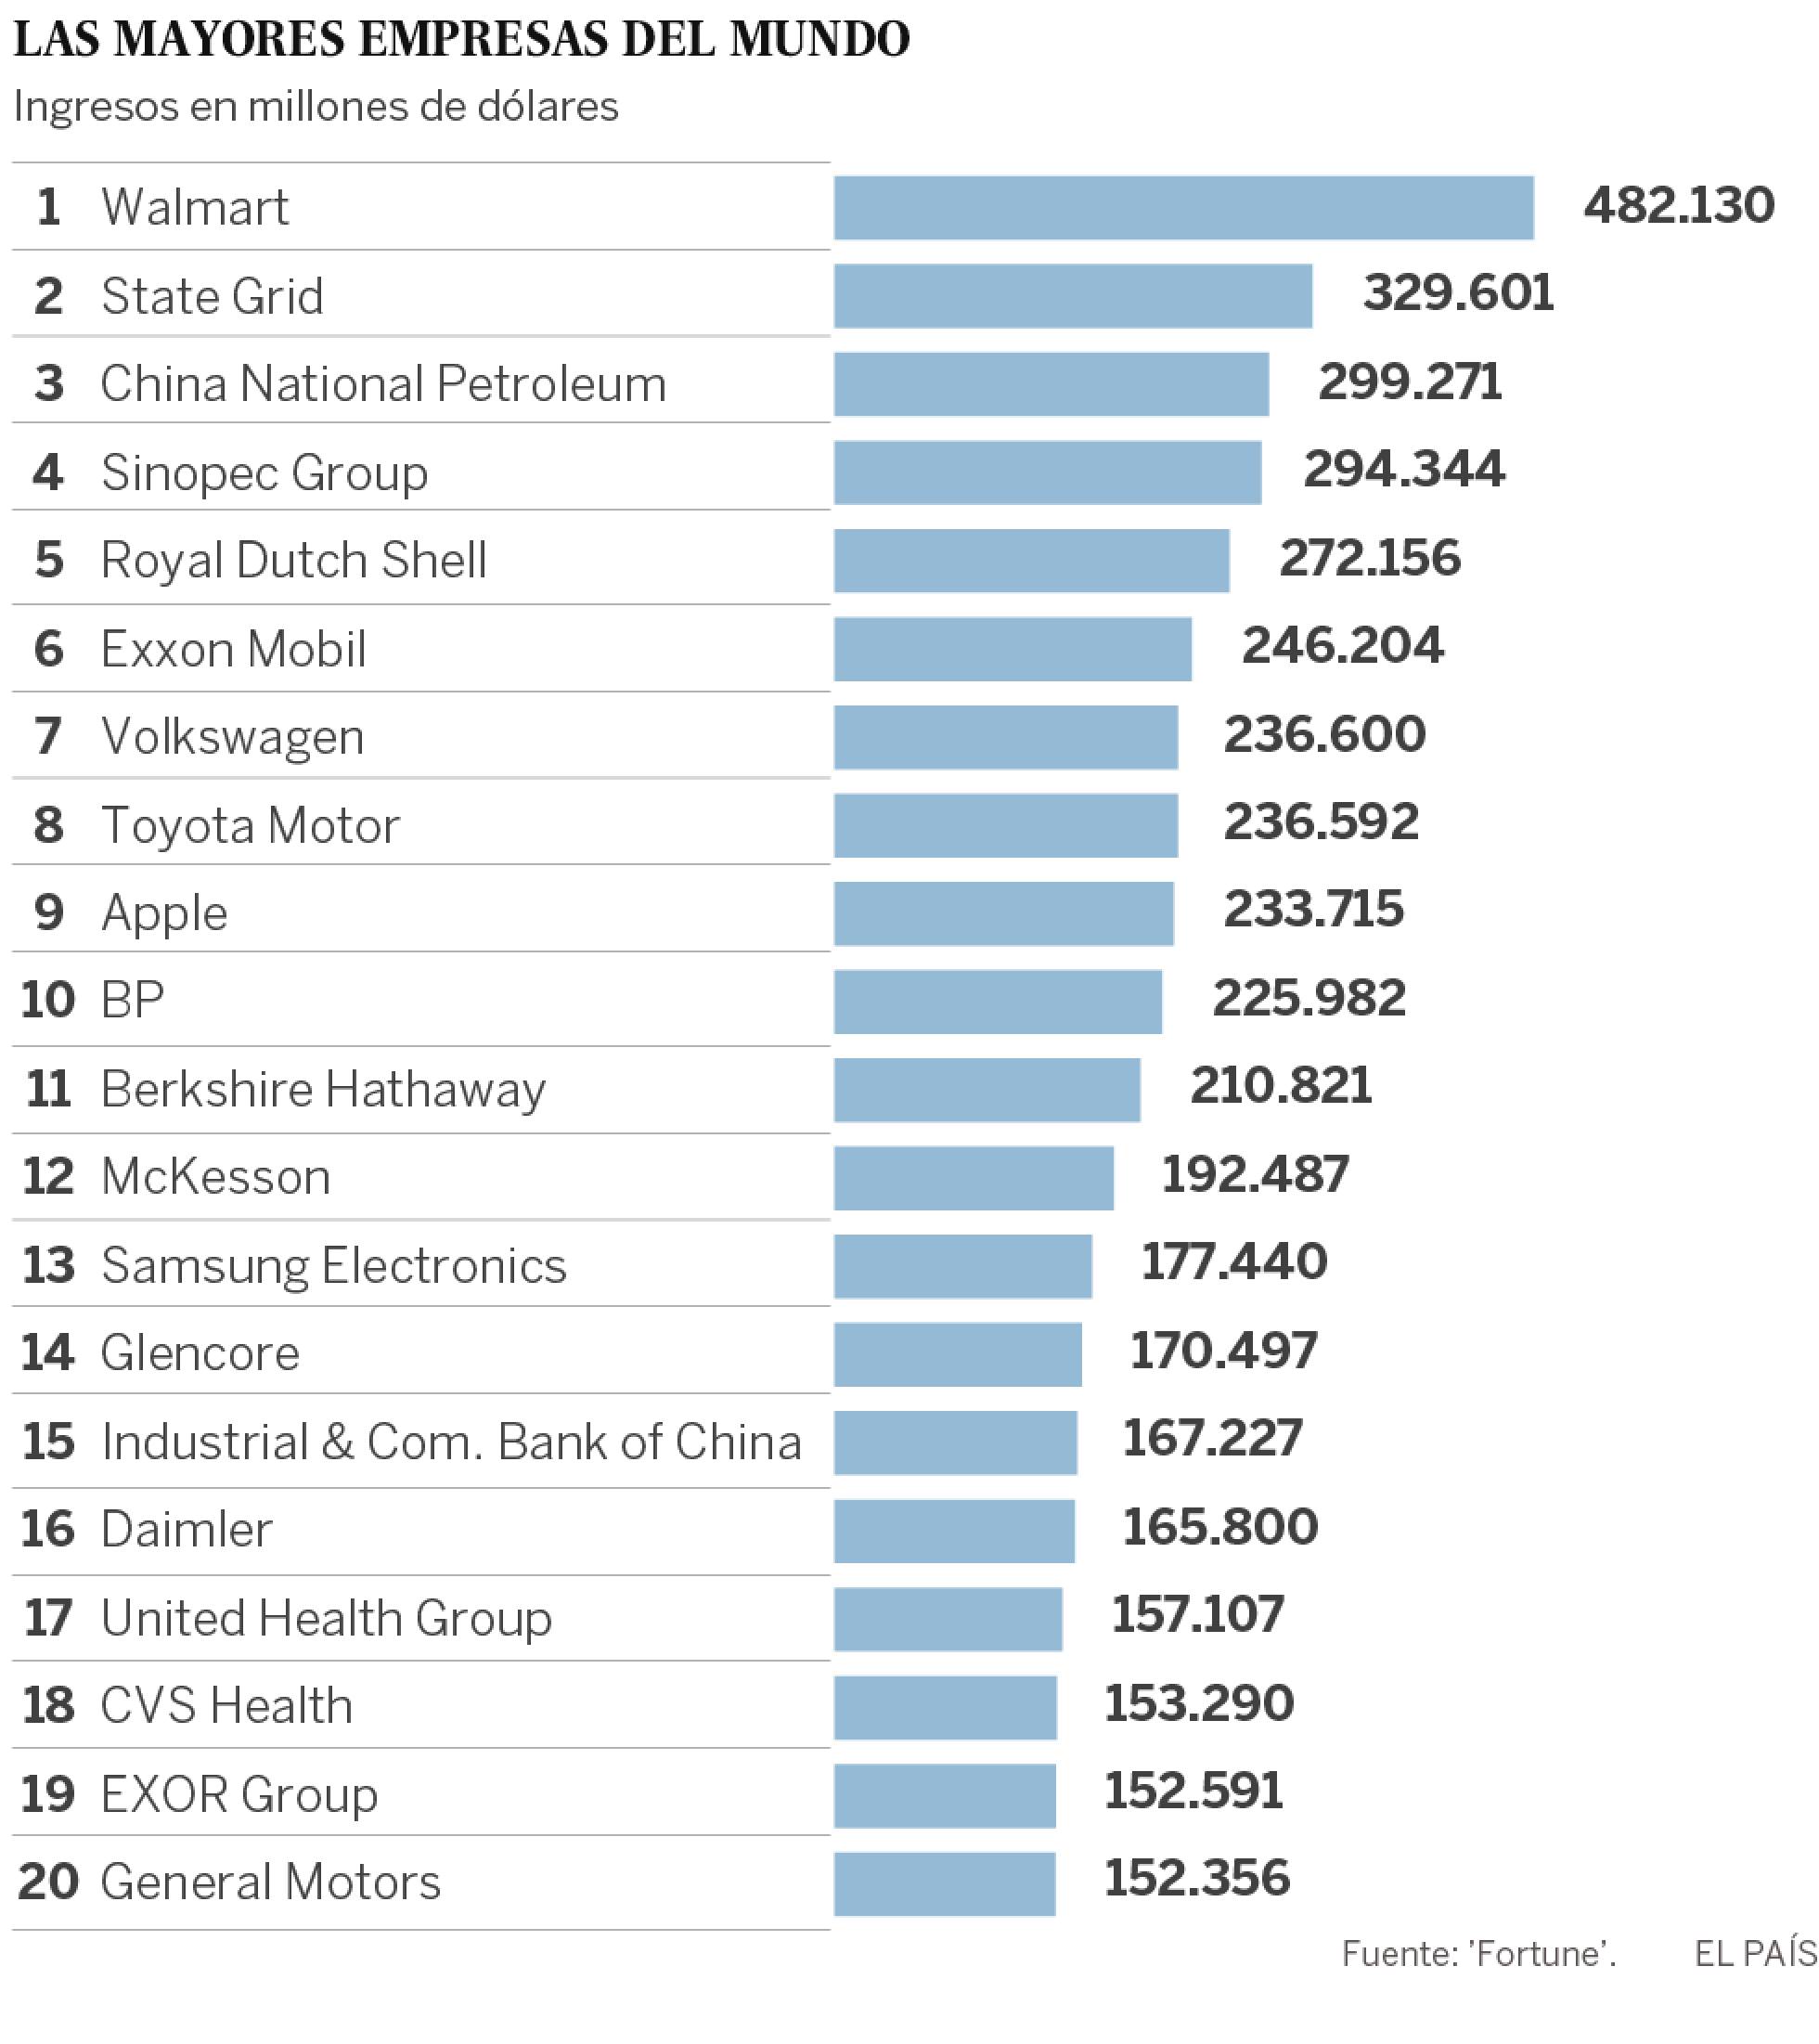 LAS MAYORES EMPRESAS DEL MUNDO
Ingresos en millones de dólares
1 Walmart 482.130
2 State Grid 329.601
3 China National Petroleum 299.271
4 Sinopec Group 294.344
5 Royal Dutch Shell 272.156
6 Exxon Mobil 246.204
7 Volkswagen 236.600
8 Toyota Motor 236.592
9 Apple 233.715
10 BP 225.982
11 Berkshire Hathaway 210.821
12 McKesson 192.487
13 Samsung Electronics 177.440
14 Glencore 170.497
15 Industrial & Com. Bank of China 167.227
16 Daimler 165.800
17 United Health Group 157.107
18 CVS Health 153.290
19 EXOR Group 152.591
20 General Motors 152.356
Fuente: ’Fortune’. EL PAÍS